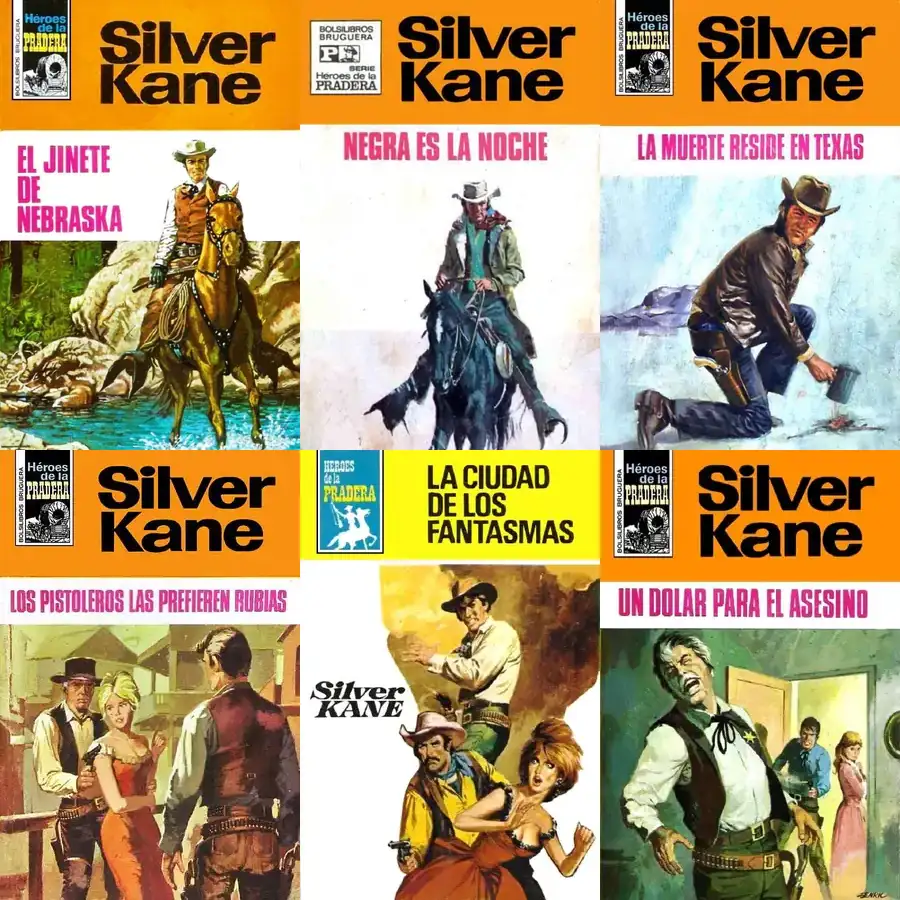 Héroes
de la
PRADERA
BOLSILIBROS BRUGUERA
Silver
Kane
EL JINETE
DE
NEBRASKA
BOLSILIBROS
BRUGUERA
SERIE
Héroes de la
PRADERA
Silver
Kane
NEGRA ES LA NOCHE
Héroes
de la
PRADERA
BOLSILIBROS BRUGUERA
Silver
Kane
LA MUERTE RESIDE EN TEXAS
Héroes
de la
PRADERA
BOLSILIBROS BRUGUERA
Silver
Kane
LOS PISTOLEROS LAS PREFIEREN RUBIAS
HEROES
de la
PRADERA
LA CIUDAD
DE LOS
FANTASMAS
Silver
KANE
Héroes
de la
PRADERA
BOLSILIBROS BRUGUERA
Silver
Kane
UN DOLAR PARA EL ASESINO